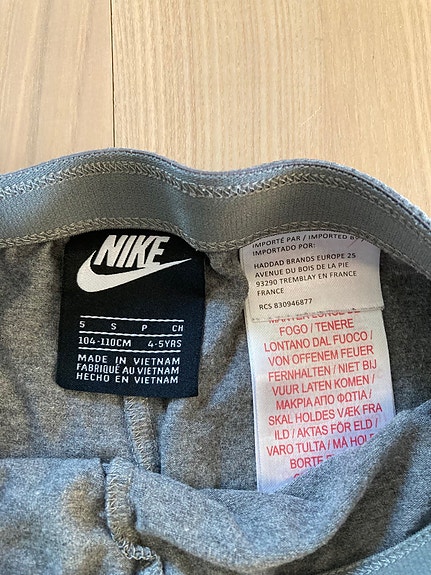 NIKE
S S P CH
104-110CM 4-5YRS
MADE IN VIETNAM
FABRIQUÉ AU VIETNAM
HECHO EN VIETNAM
IMPORTÉ PAR / IMPORTED BY /
IMPORTADO POR:
HADDAD BRANDS EUROPE 25
AVENUE DU BOIS DE LA PIE
93290 TREMBLAY EN FRANCE
FRANCE
RCS 830946877
FOGO / TENERE
LONTANO DAL FUOCO /
VON OFFENEM FEUER
FERNHALTEN / NIET BIJ
VUUR LATEN KOMEN /
ΜΑΚΡΙΑ ΑΠΟ ΦΩΤΙΑ /
SKAL HOLDES VÆK FRA
ILD / AKTAS FÖR ELD /
VARO TULTA / MÅ HOL
BORTE